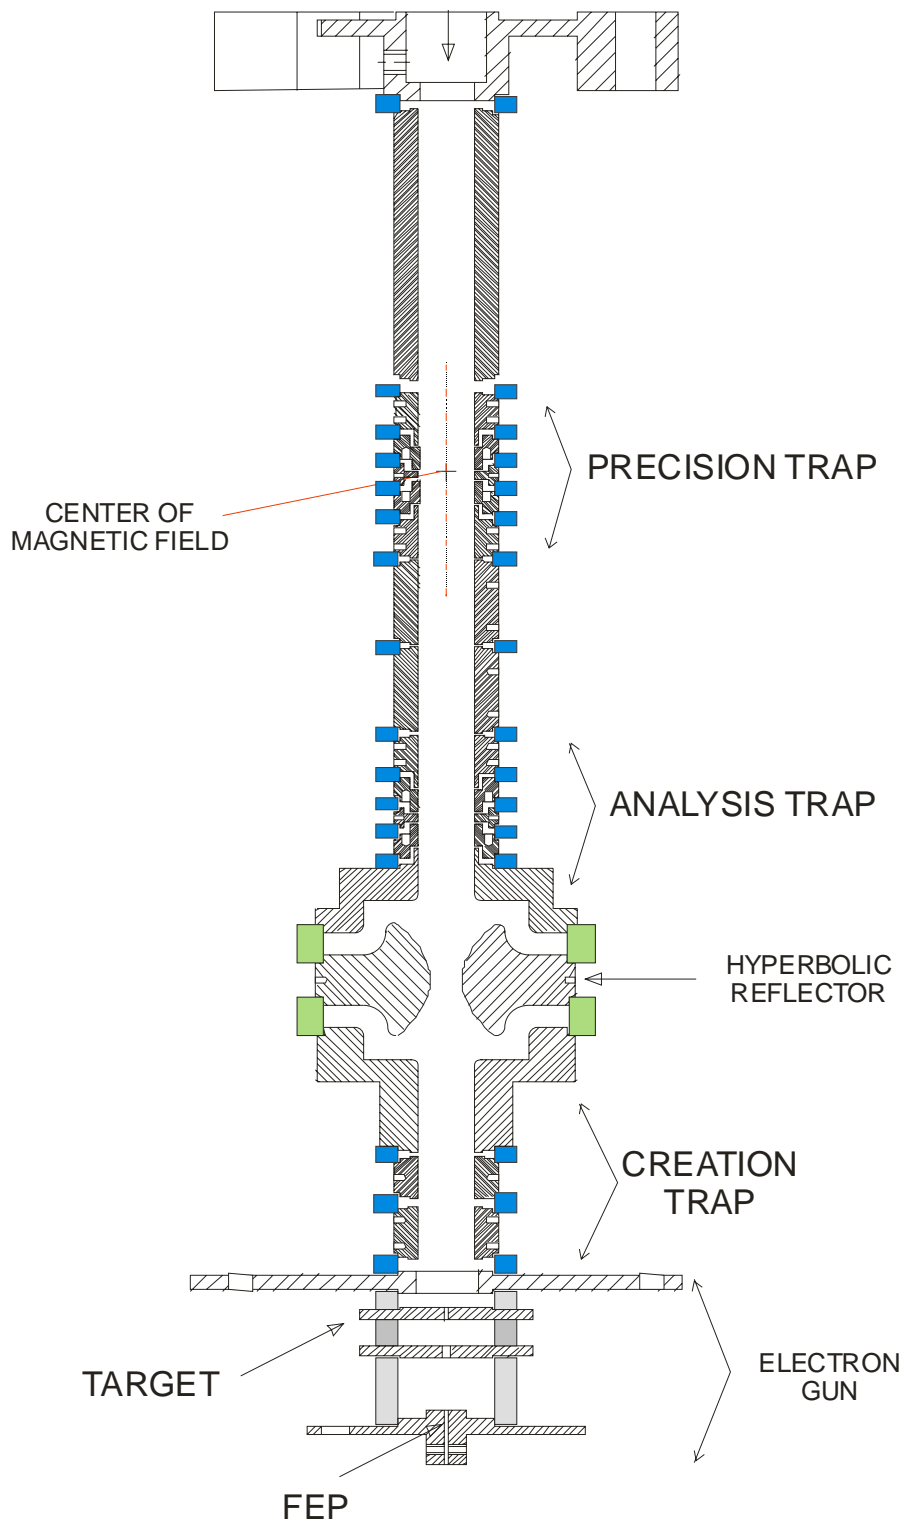 PRECISION TRAP
CENTER OF
MAGNETIC FIELD
ANALYSIS TRAP
HYPERBOLIC
REFLECTOR
CREATION
TRAP
TARGET
ELECTRON
GUN
FEP